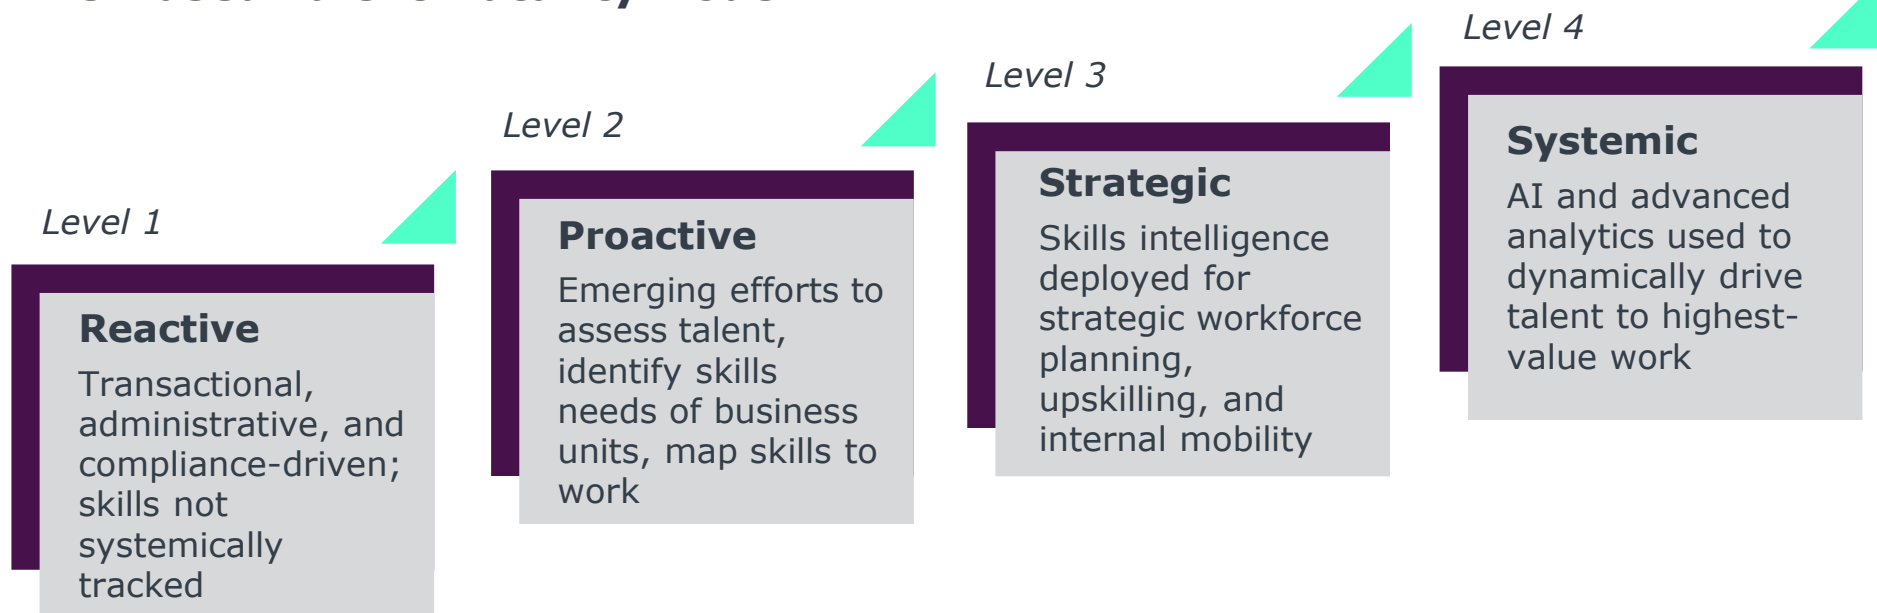 Level 1
Reactive
Transactional,
administrative, and
compliance-driven;
skills not
systemically
tracked
Level 2
Proactive
Emerging efforts to
assess talent,
identify skills
needs of business
units, map skills to
work
Level 3
Strategic
Skills intelligence
deployed for
strategic workforce
planning,
upskilling, and
internal mobility
Level 4
Systemic
AI and advanced
analytics used to
dynamically drive
talent to highest-
value work